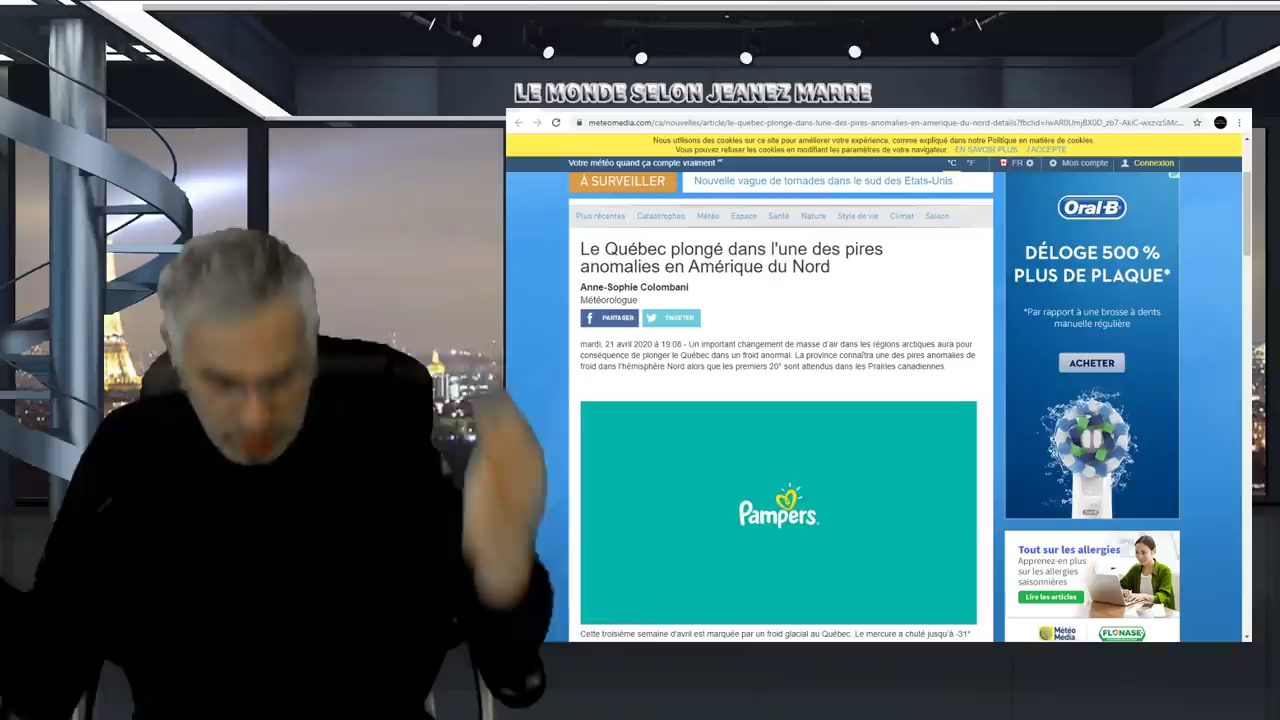 LE MONDE SELON JEANEZ MARRE
Nous utilisons des cookies sur ce site pour améliorer votre expérience, comme expliqué dans notre Politique en matière de cookies.
Vous pouvez refuser les cookies en modifiant les paramètres de votre navigateur. EN SAVOIR PLUS J'ACCEPTE
Votre météo quand ça compte vraiment
°C °F FR Mon compte Connexion
À SURVEILLER Nouvelle vague de tornades dans le sud des États-Unis
Plus récentes Catastrophes Météo Espace Santé Nature Style de vie Climat Saison
Le Québec plongé dans l'une des pires
anomalies en Amérique du Nord
Anne-Sophie Colombani
Météorologue
PARTAGER TWEETER
mardi, 21 avril 2020 à 19:08 - Un important changement de masse d'air dans les régions arctiques aura pour
conséquence de plonger le Québec dans un froid anormal. La province connaîtra une des pires anomalies de
froid dans l'hémisphère Nord alors que les premiers 20° sont attendus dans les Prairies canadiennes.
Pampers
Cette troisième semaine d'avril est marquée par un froid glacial au Québec. Le mercure a chuté jusqu'à -31°
Oral-B
DÉLOGE 500 %
PLUS DE PLAQUE*
*Par rapport à une brosse à dents
manuelle régulière
ACHETER
Oral-B
Tout sur les allergies
Apprenez-en plus
sur les allergies
saisonnières
Lire les articles
Météo
Média
FLONASE